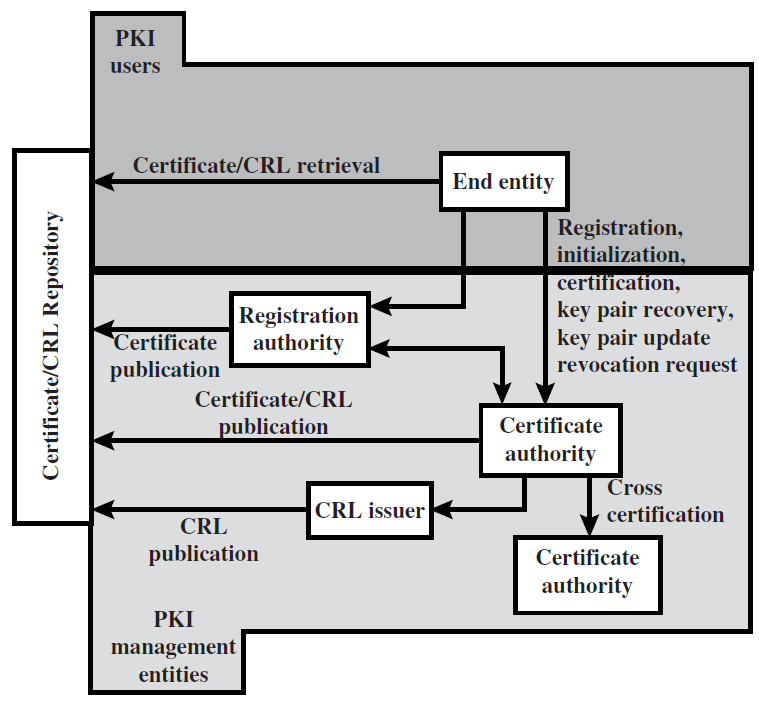 PKI
users
Certificate/CRL retrieval
End entity
Certificate/CRL Repository
Registration,
initialization,
certification,
key pair recovery,
key pair update
revocation request
Registration
authority
Certificate
publication
Certificate/CRL
publication
Certificate
authority
CRL issuer
CRL
publication
Cross
certification
Certificate
authority
PKI
management
entities